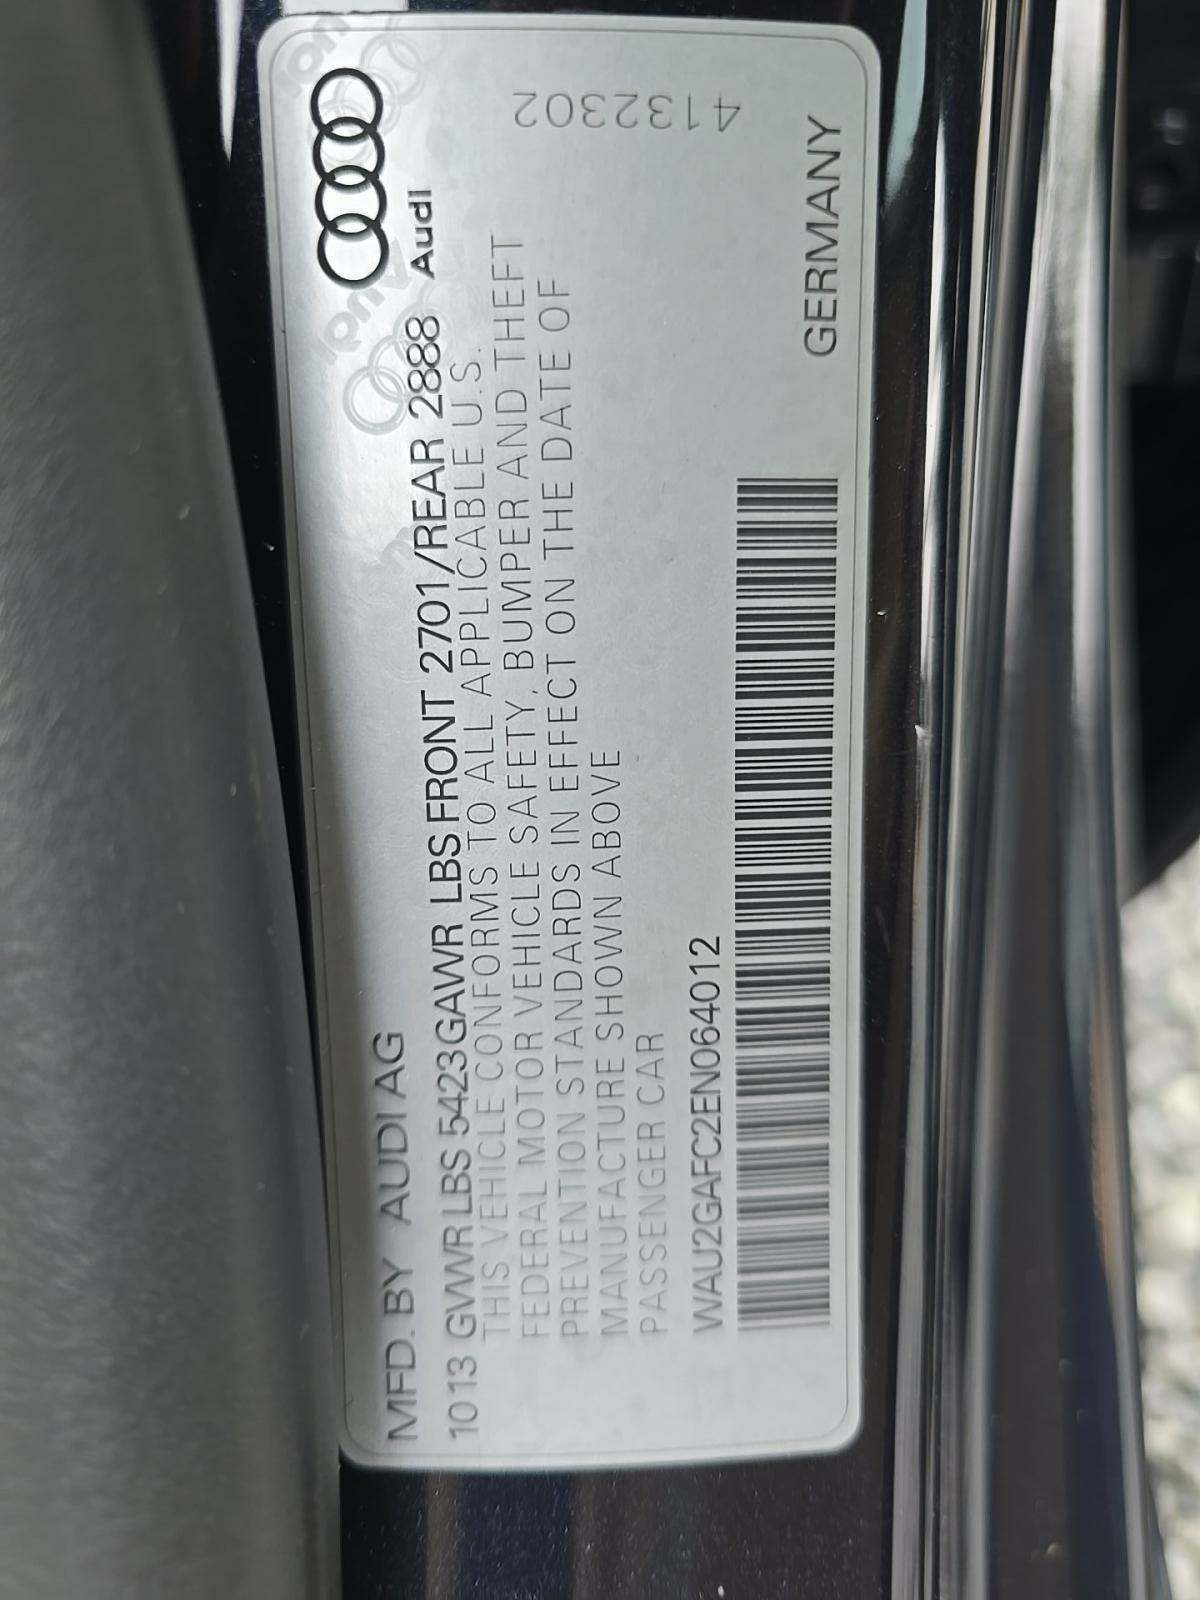 MFD. BY AUDI AG
Audi
1013 GVWR LBS 5423 GAWR LBS FRONT 2701/REAR 2888
THIS VEHICLE CONFORMS TO ALL APPLICABLE U.S.
FEDERAL MOTOR VEHICLE SAFETY, BUMPER AND THEFT
PREVENTION STANDARDS IN EFFECT ON THE DATE OF
MANUFACTURE SHOWN ABOVE
PASSENGER CAR
4132302
WAU2GAFC2EN064012
GERMANY